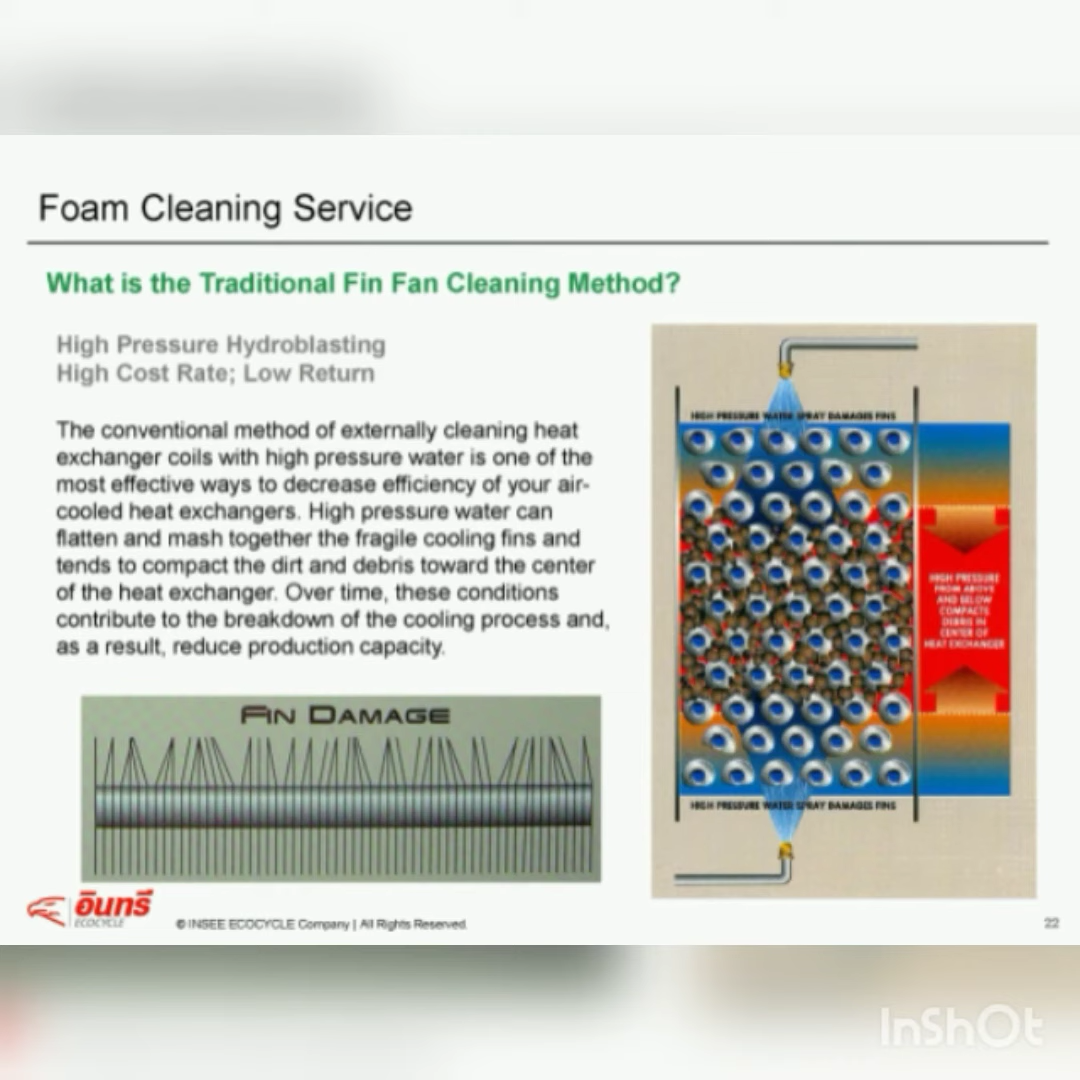 Foam Cleaning Service
What is the Traditional Fin Fan Cleaning Method?
High Pressure Hydroblasting
High Cost Rate; Low Return
The conventional method of externally cleaning heat
exchanger coils with high pressure water is one of the
most effective ways to decrease efficiency of your air-
cooled heat exchangers. High pressure water can
flatten and mash together the fragile cooling fins and
tends to compact the dirt and debris toward the center
of the heat exchanger. Over time, these conditions
contribute to the breakdown of the cooling process and,
as a result, reduce production capacity.
FIN DAMAGE
HIGH PRESSURE WATER SPRAY DAMAGES FINS
HIGH PRESSURE
FROM ABOVE
AND BELOW
COMPACTS
DEBRIS IN
CENTER OF
HEAT EXCHANGER
HIGH PRESSURE WATER SPRAY DAMAGES FINS
อินทรี
ECOCYCLE
© INSEE ECOCYCLE Company | All Rights Reserved.
22
InShOt